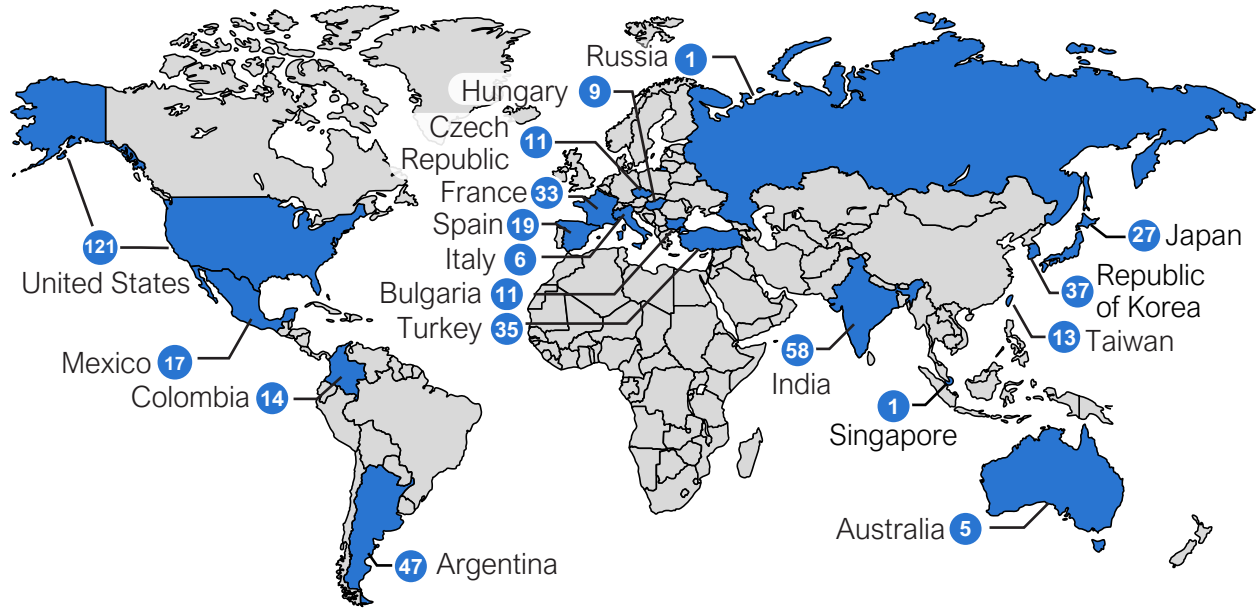 Russia 1
Hungary 9
Czech
Republic 11
France 33
Spain 19
Italy 6
Bulgaria 11
Turkey 35
121
United States
Mexico 17
Colombia 14
47 Argentina
27 Japan
37 Republic
of Korea
13 Taiwan
58
India
1
Singapore
Australia 5